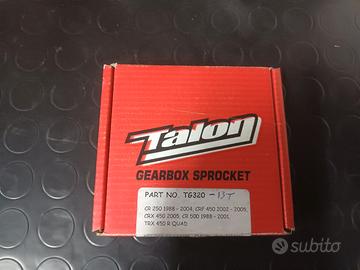 Talon
GEARBOX SPROCKET
PART NO. TG320 - 13T
CR 250 1988 - 2004, CRF 450 2002 - 2005,
CRX 450 2005, CR 500 1988 - 2001,
TRX 450 R QUAD
subito